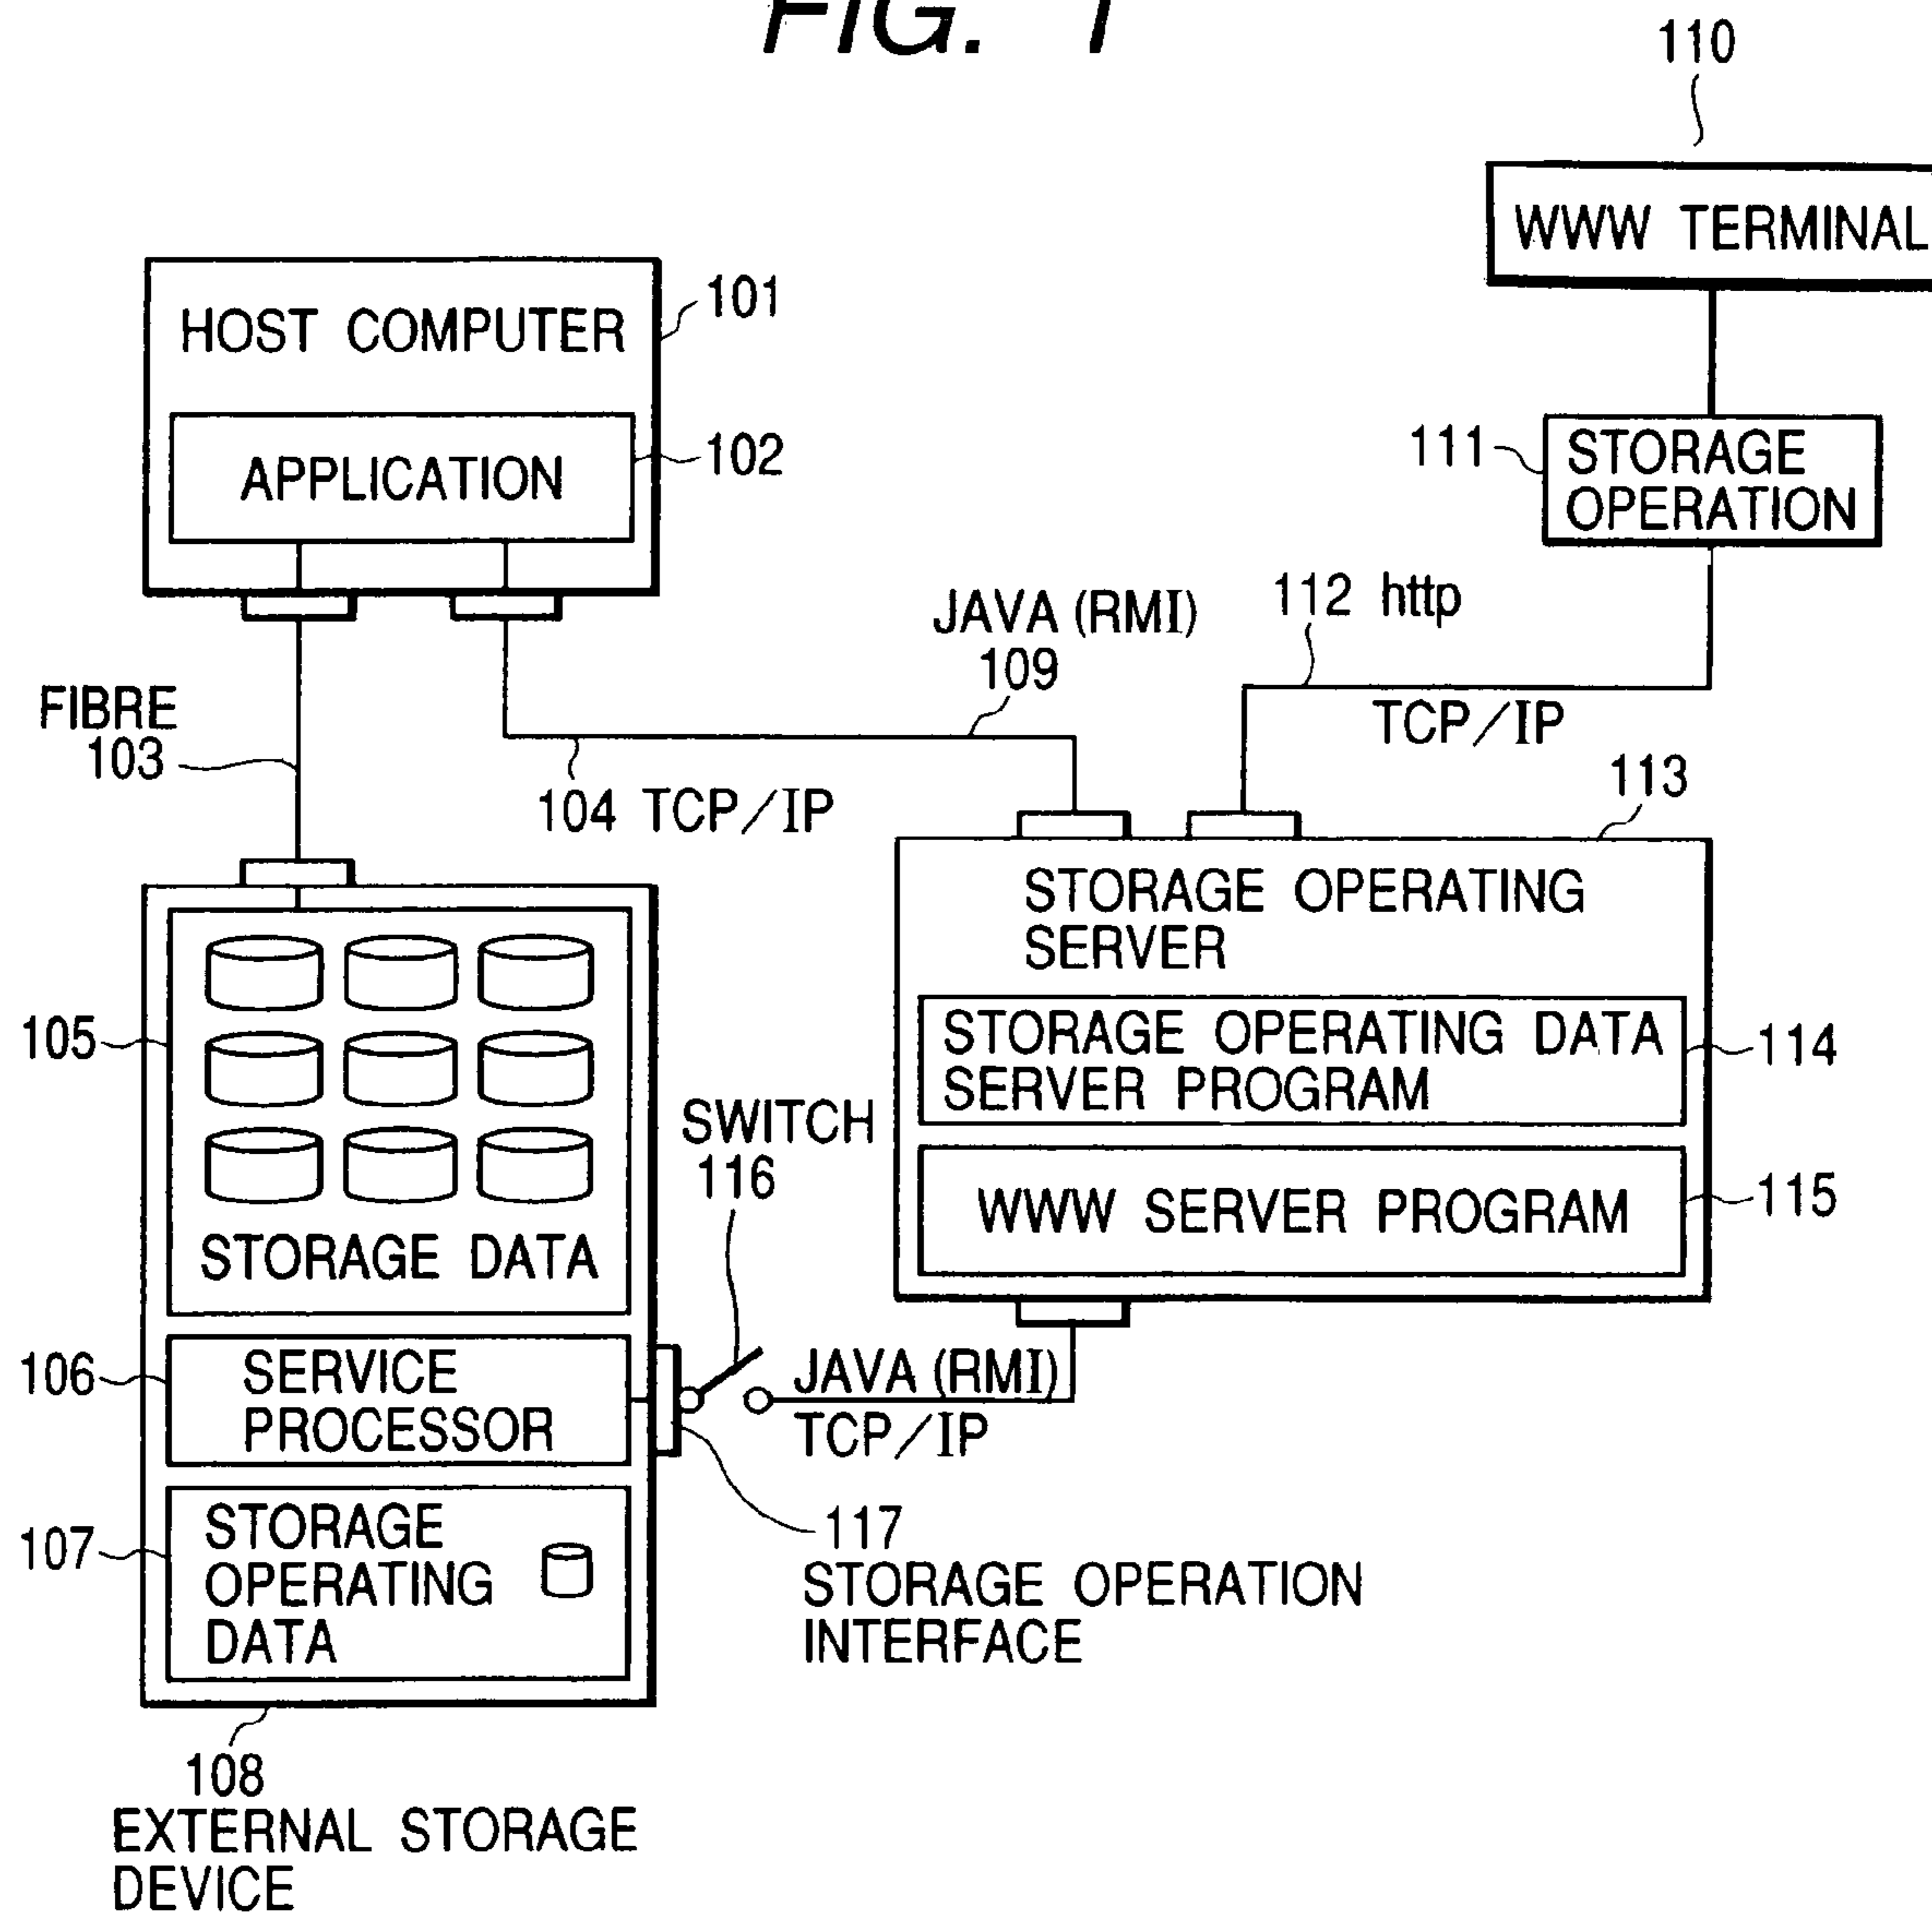 FIG. 1
110
WWW TERMINAL
HOST COMPUTER
101
APPLICATION
102
111
STORAGE
OPERATION
JAVA (RMI)
109
112 http
TCP/IP
FIBRE
103
104 TCP/IP
113
STORAGE OPERATING
SERVER
STORAGE OPERATING DATA
SERVER PROGRAM
114
WWW SERVER PROGRAM
115
105
STORAGE DATA
SWITCH
116
106
SERVICE
PROCESSOR
JAVA (RMI)
TCP/IP
107
STORAGE
OPERATING
DATA
117
STORAGE OPERATION
INTERFACE
108
EXTERNAL STORAGE
DEVICE